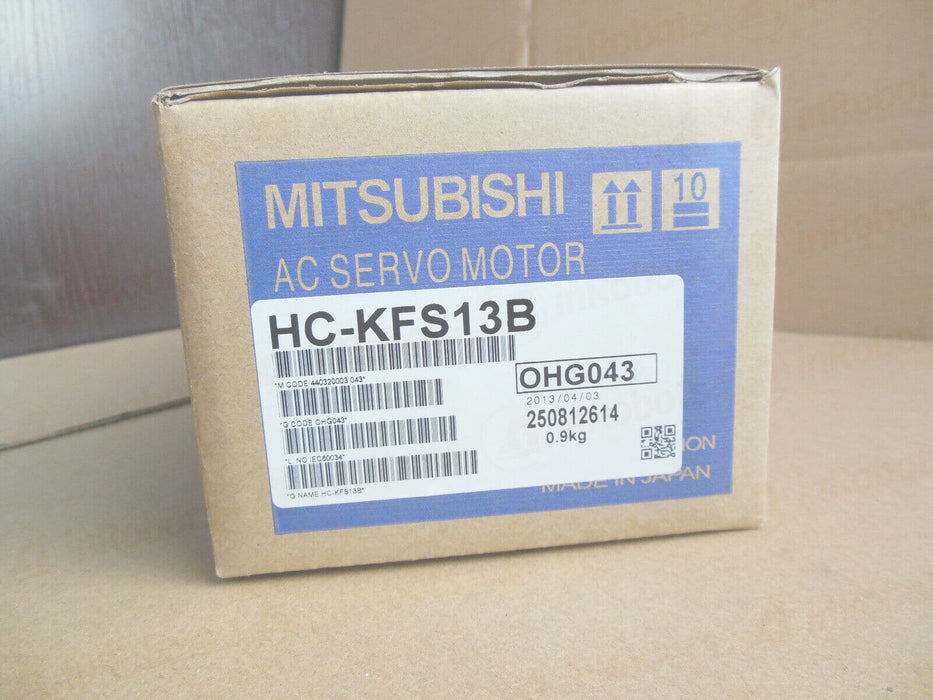 MITSUBISHI
10
AC SERVO MOTOR
HC-KFS13B
*M CODE 440320003.043*
OHG043
2013/04/03
*G CODE OHG043*
250812614
0.9kg
*L. NO IEC60034*
ION
*G NAME HC-KFS13B*
MADE IN JAPAN